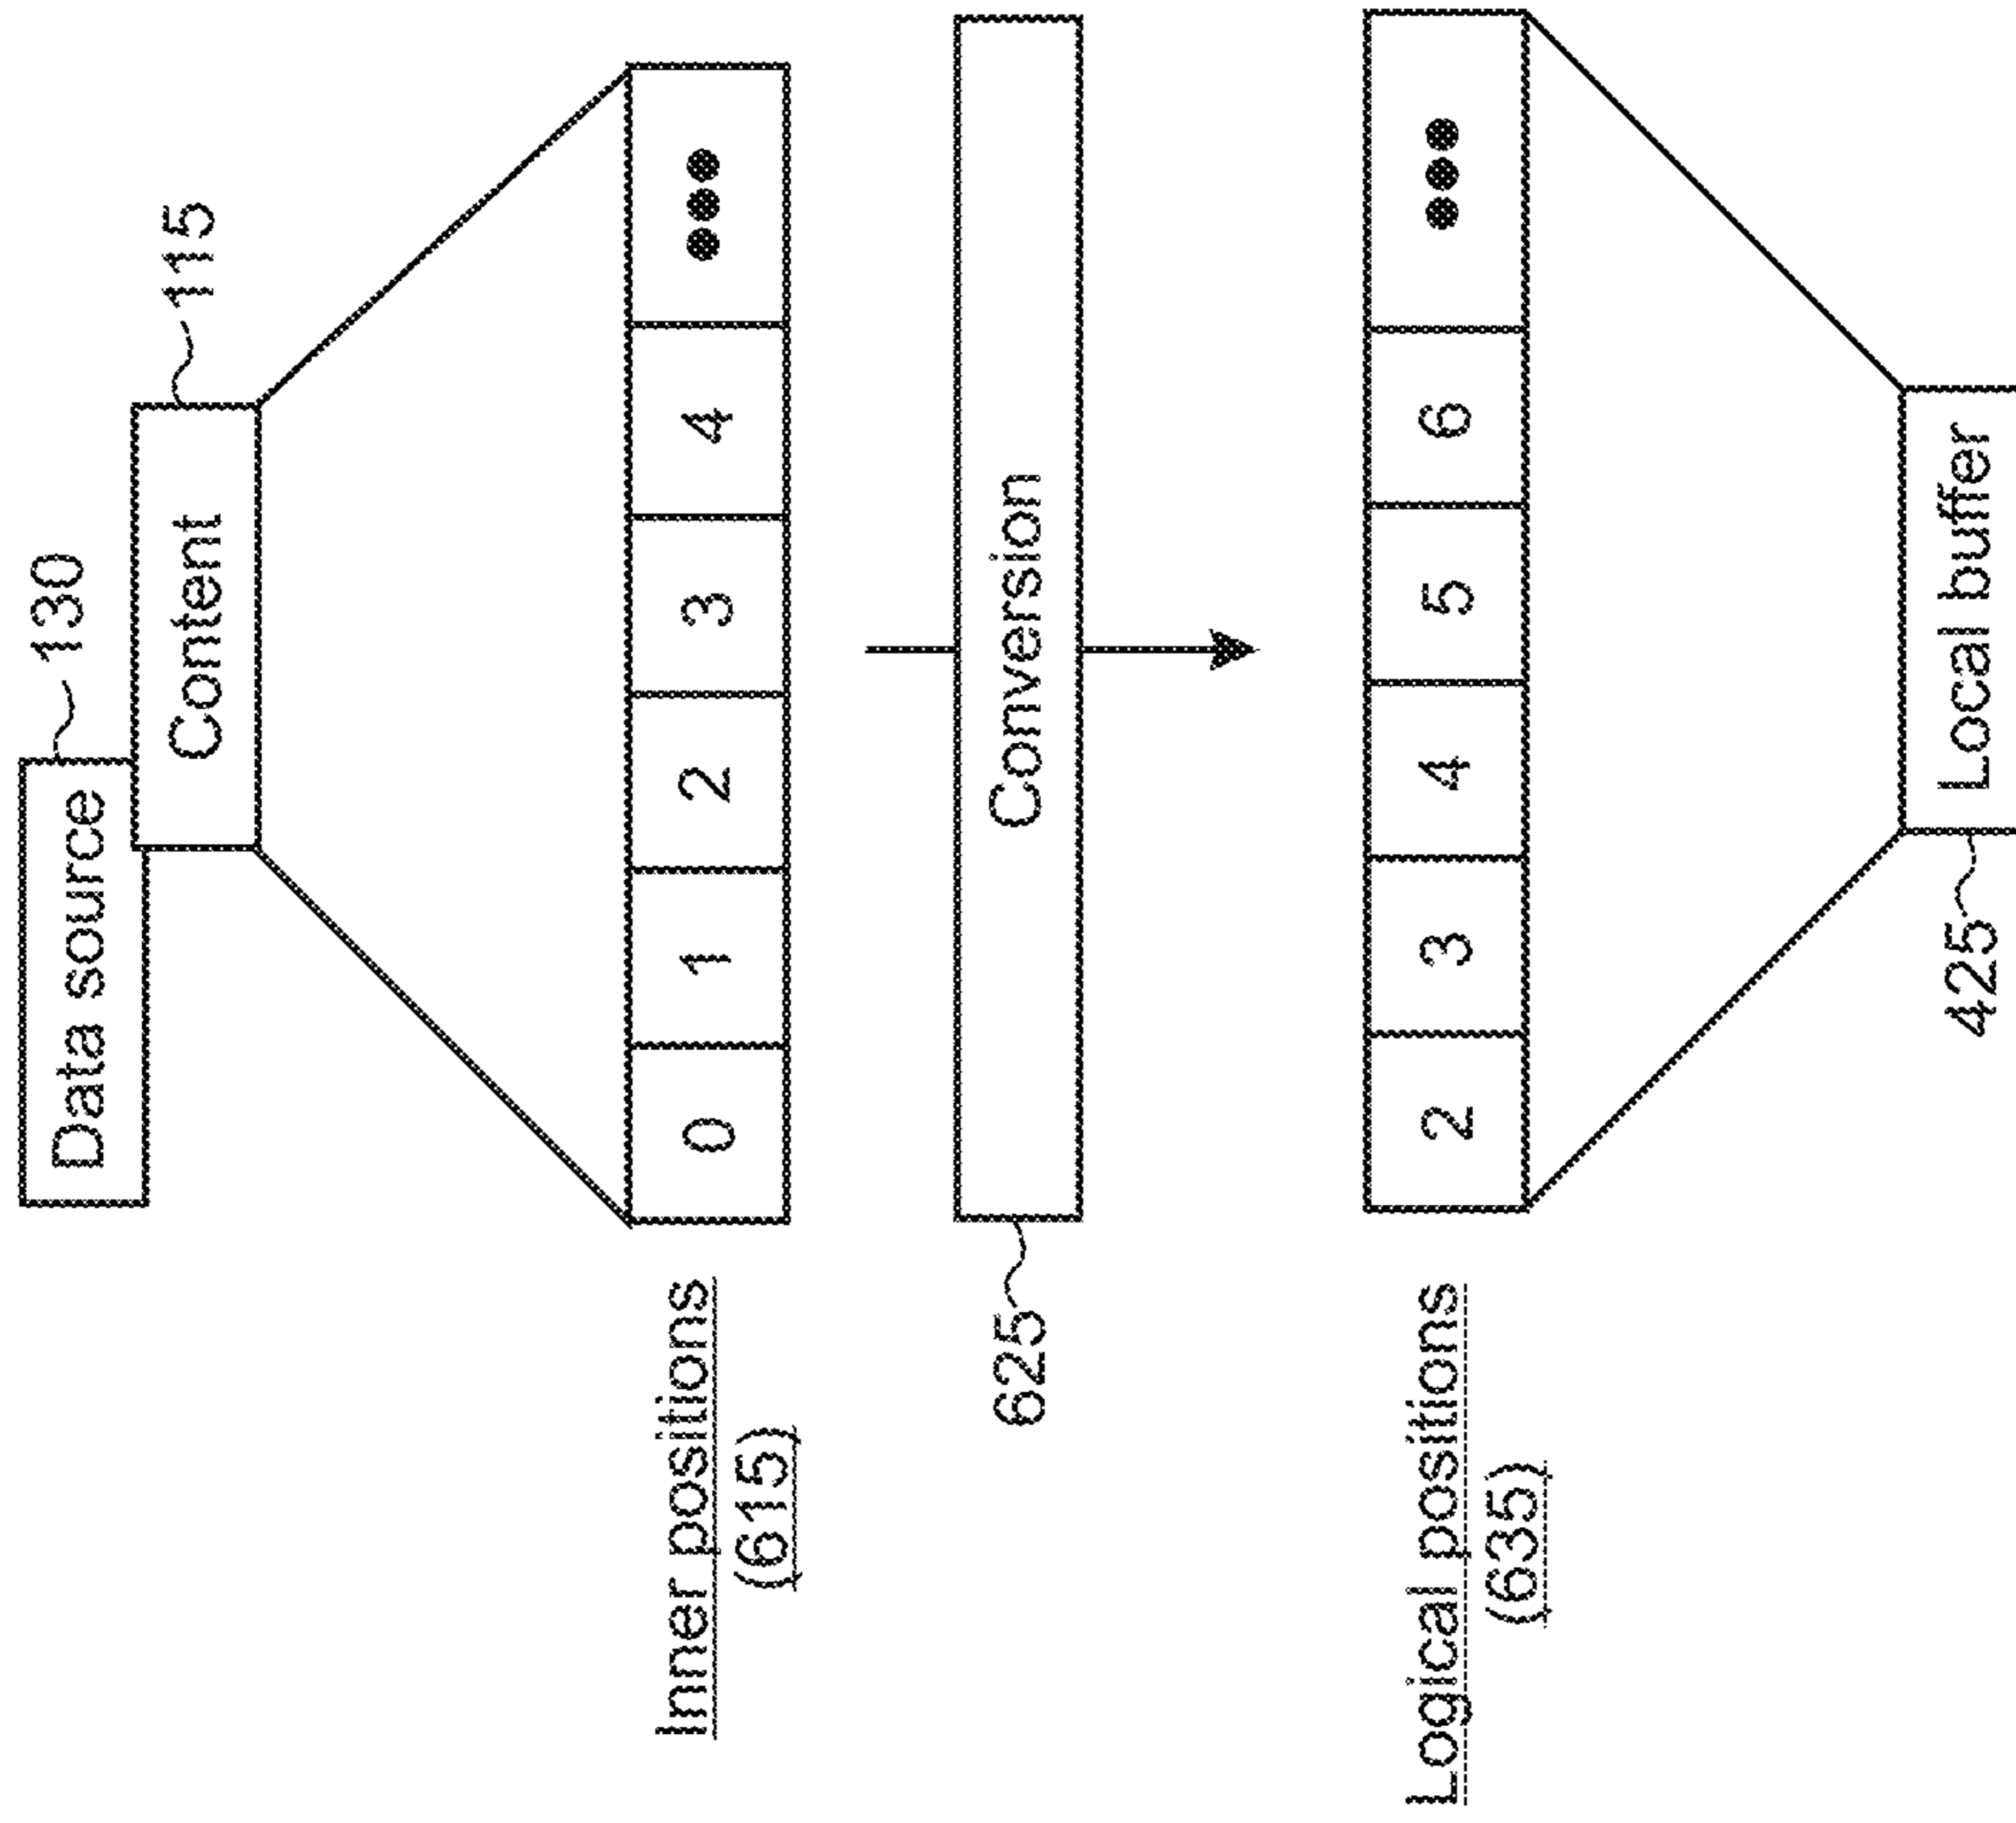 Data source
130
Content
115
Inner positions
(615)
0 1 2 3 4 •••
625
Conversion
Logical positions
(635)
2 3 4 5 6 •••
425
Local buffer